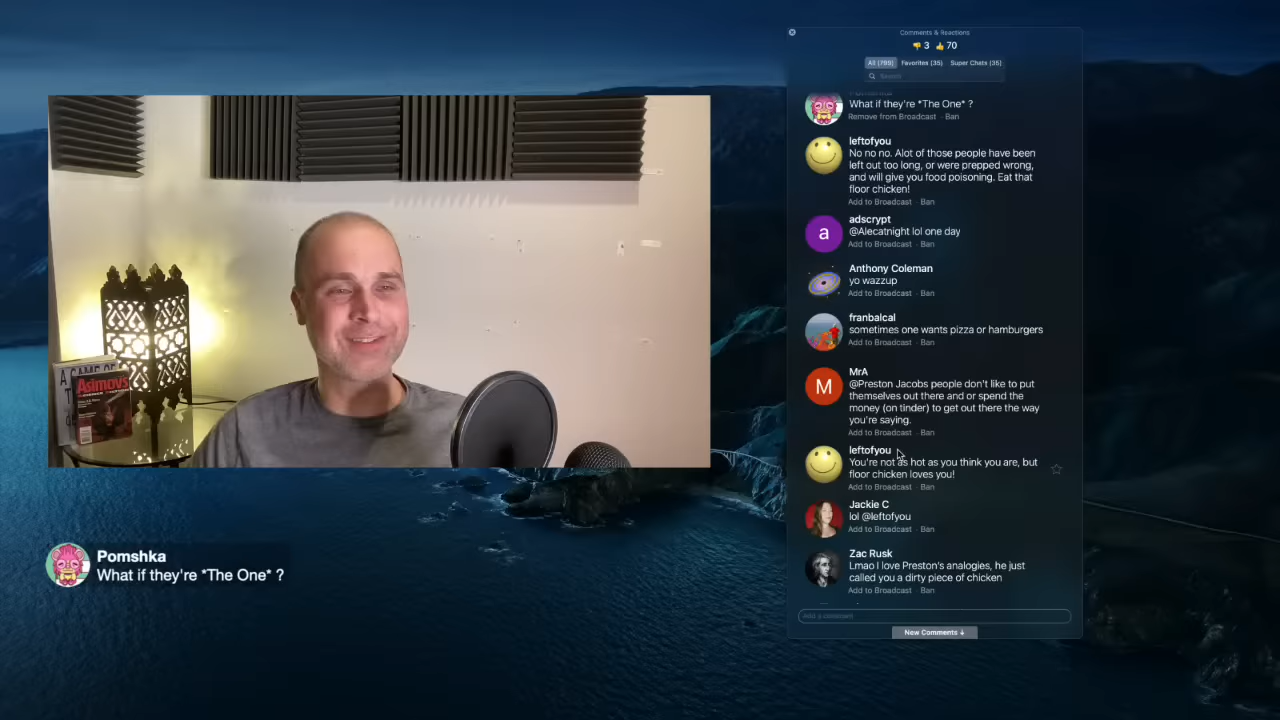 Comments & Reactions
👎 3 👍 70
All (799) Favorites (35) Super Chats (35)
Search
What if they're *The One* ?
Remove from Broadcast · Ban
leftofyou
No no no. Alot of those people have been
left out too long, or were prepped wrong,
and will give you food poisoning. Eat that
floor chicken!
Add to Broadcast · Ban
a
adscrypt
@Alecatnight lol one day
Add to Broadcast · Ban
Anthony Coleman
yo wazzup
Add to Broadcast · Ban
franbalcal
sometimes one wants pizza or hamburgers
Add to Broadcast · Ban
M
MrA
@Preston Jacobs people don't like to put
themselves out there and or spend the
money (on tinder) to get out there the way
you're saying.
Add to Broadcast · Ban
leftofyou
You're not as hot as you think you are, but
floor chicken loves you!
Add to Broadcast · Ban
Jackie C
lol @leftofyou
Add to Broadcast · Ban
Zac Rusk
Lmao I love Preston's analogies, he just
called you a dirty piece of chicken
Add to Broadcast · Ban
Add a comment
New Comments ↓
A GAME OF
Asimov's
Pomshka
What if they're *The One* ?